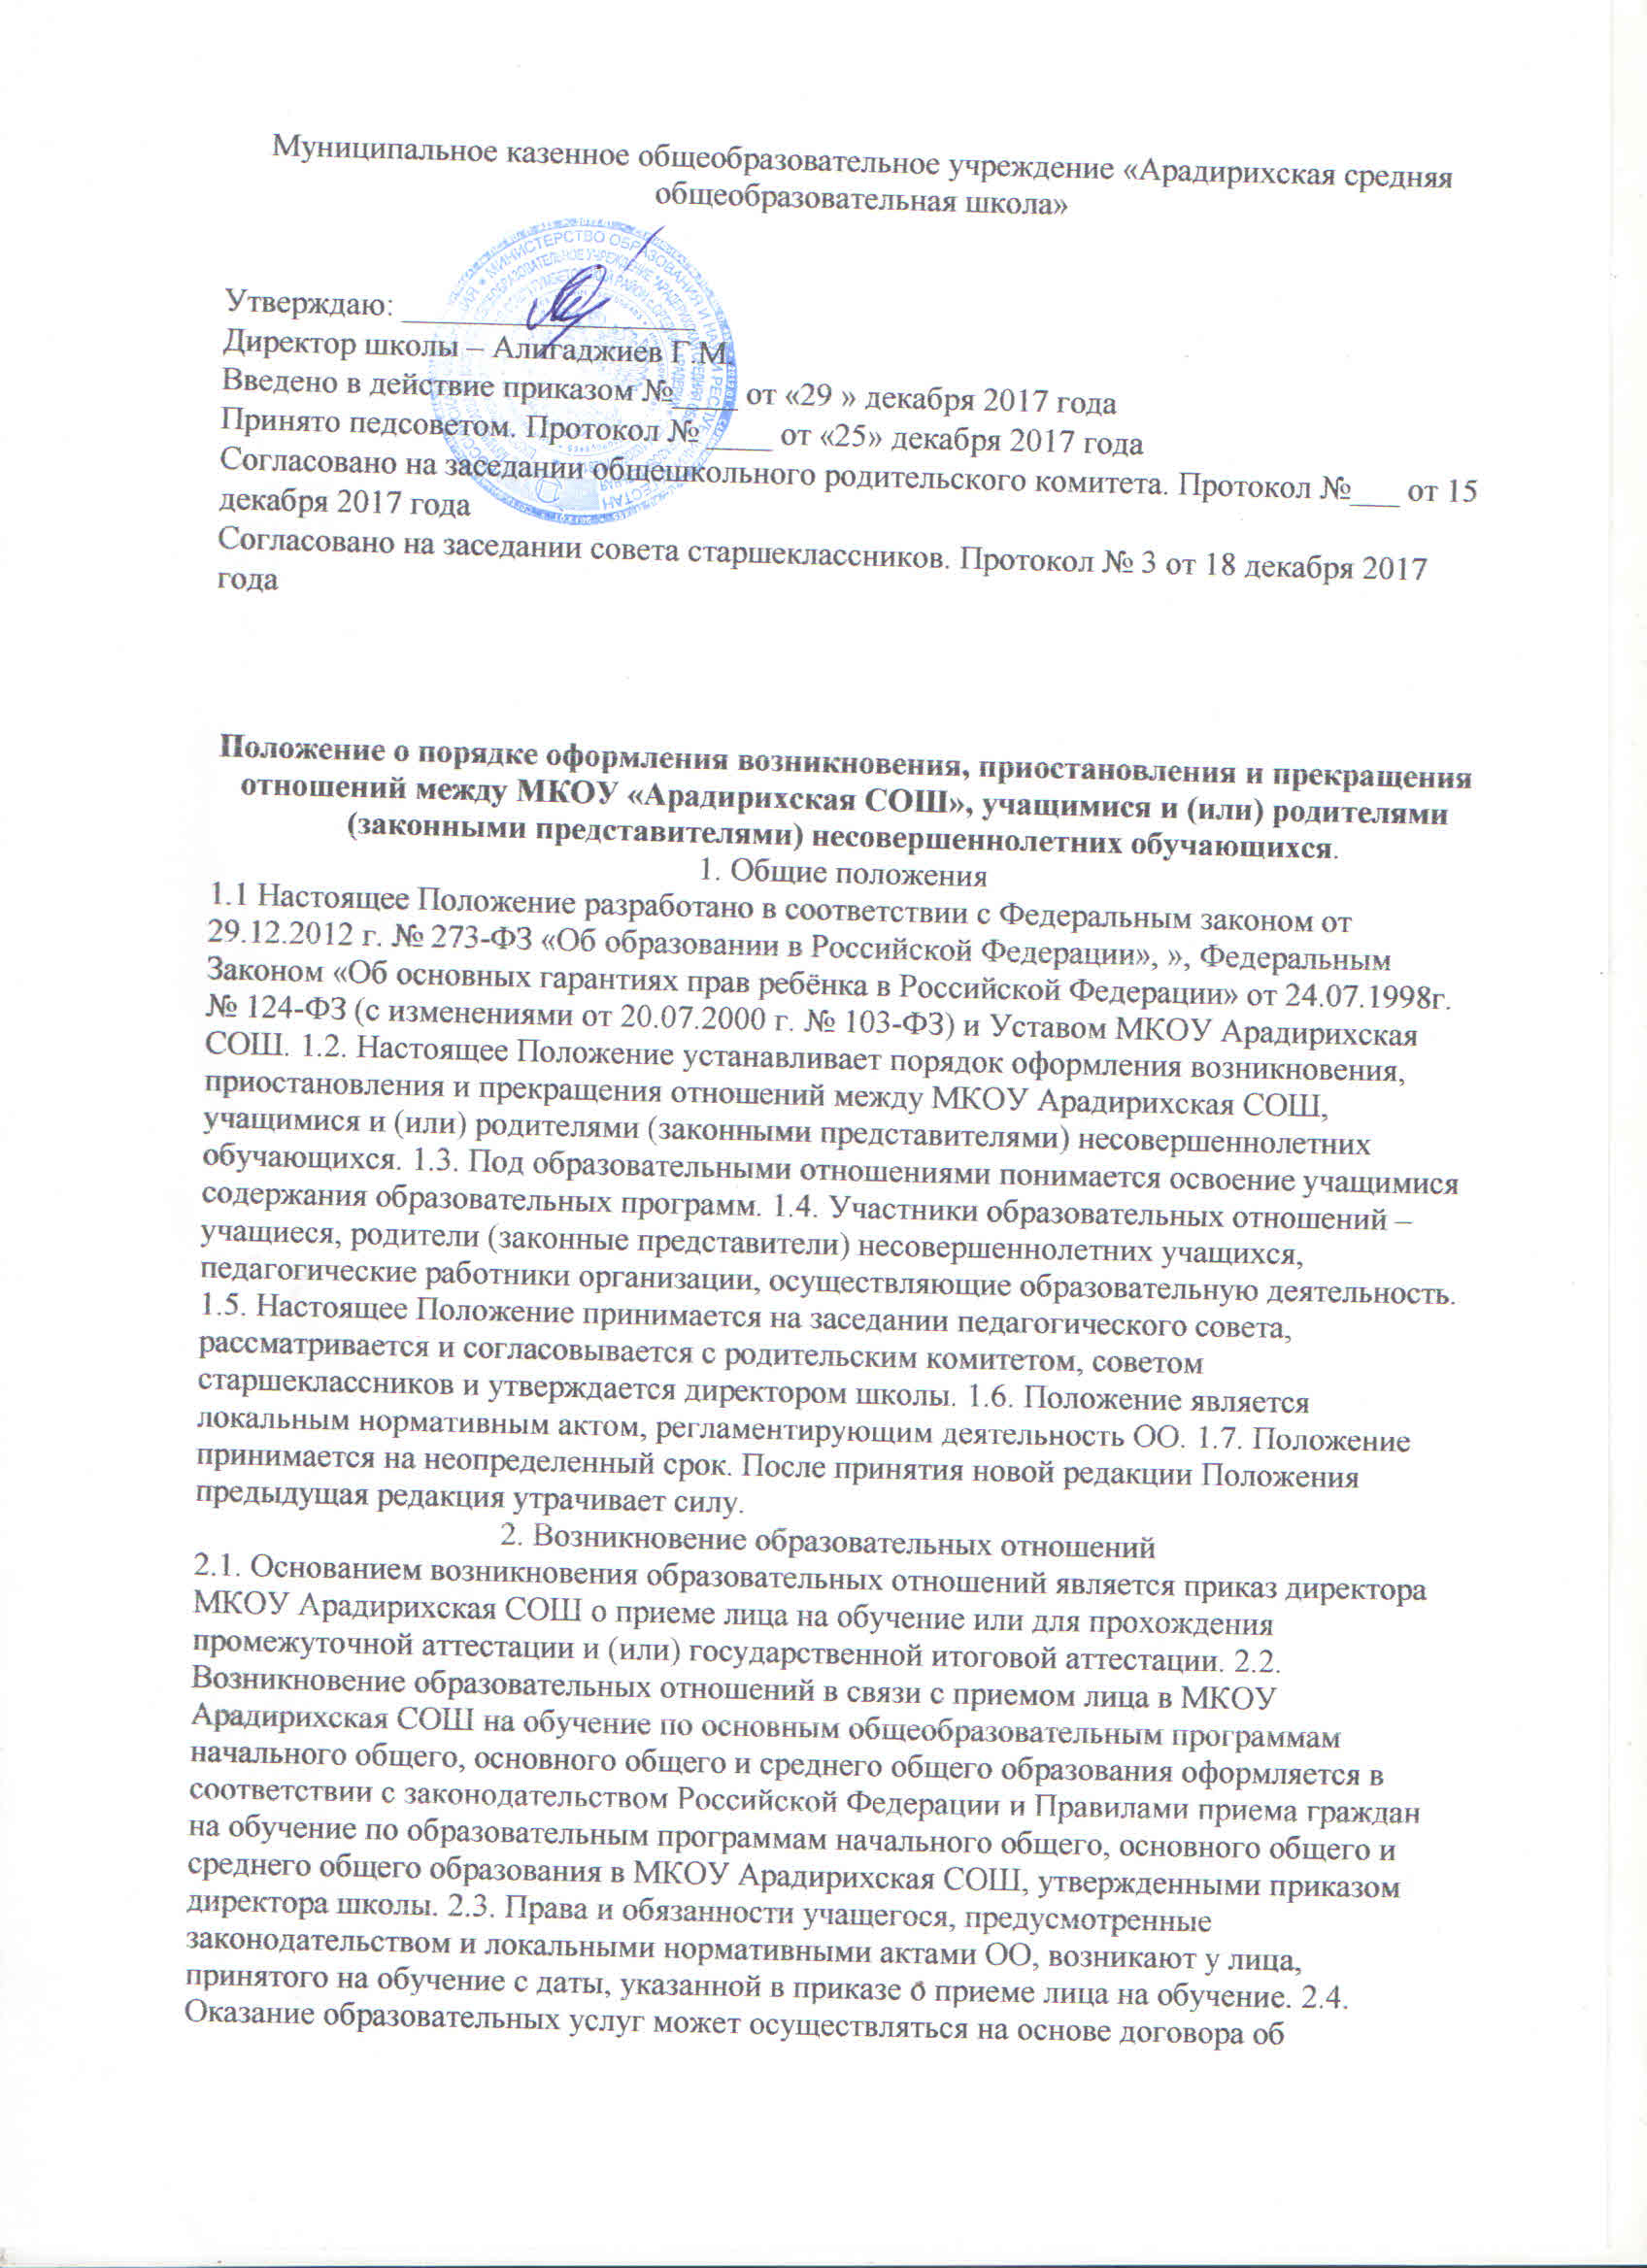 Муниципальное казенное общеобразовательное учреждение «Арадирихская средняя
общеобразовательная школа»
Утверждаю: __________________
Директор школы – Алигаджиев Г.М.
Введено в действие приказом №____ от «29 » декабря 2017 года
Принято педсоветом. Протокол № ____ от «25» декабря 2017 года
Согласовано на заседании общешкольного родительского комитета. Протокол №___ от 15
декабря 2017 года
Согласовано на заседании совета старшеклассников. Протокол № 3 от 18 декабря 2017
года
МИНИСТЕРСТВО ОБРАЗОВАНИЯ И НАУКИ
Положение о порядке оформления возникновения, приостановления и прекращения
отношений между МКОУ «Арадирихская СОШ», учащимися и (или) родителями
(законными представителями) несовершеннолетних обучающихся.
1. Общие положения
1.1 Настоящее Положение разработано в соответствии с Федеральным законом от
29.12.2012 г. № 273-ФЗ «Об образовании в Российской Федерации», », Федеральным
Законом «Об основных гарантиях прав ребёнка в Российской Федерации» от 24.07.1998г.
№ 124-ФЗ (с изменениями от 20.07.2000 г. № 103-ФЗ) и Уставом МКОУ Арадирихская
СОШ. 1.2. Настоящее Положение устанавливает порядок оформления возникновения,
приостановления и прекращения отношений между МКОУ Арадирихская СОШ,
учащимися и (или) родителями (законными представителями) несовершеннолетних
обучающихся. 1.3. Под образовательными отношениями понимается освоение учащимися
содержания образовательных программ. 1.4. Участники образовательных отношений –
учащиеся, родители (законные представители) несовершеннолетних учащихся,
педагогические работники организации, осуществляющие образовательную деятельность.
1.5. Настоящее Положение принимается на заседании педагогического совета,
рассматривается и согласовывается с родительским комитетом, советом
старшеклассников и утверждается директором школы. 1.6. Положение является
локальным нормативным актом, регламентирующим деятельность ОО. 1.7. Положение
принимается на неопределенный срок. После принятия новой редакции Положения
предыдущая редакция утрачивает силу.
2. Возникновение образовательных отношений
2.1. Основанием возникновения образовательных отношений является приказ директора
МКОУ Арадирихская СОШ о приеме лица на обучение или для прохождения
промежуточной аттестации и (или) государственной итоговой аттестации. 2.2.
Возникновение образовательных отношений в связи с приемом лица в МКОУ
Арадирихская СОШ на обучение по основным общеобразовательным программам
начального общего, основного общего и среднего общего образования оформляется в
соответствии с законодательством Российской Федерации и Правилами приема граждан
на обучение по образовательным программам начального общего, основного общего и
среднего общего образования в МКОУ Арадирихская СОШ, утвержденными приказом
директора школы. 2.3. Права и обязанности учащегося, предусмотренные
законодательством и локальными нормативными актами ОО, возникают у лица,
принятого на обучение с даты, указанной в приказе о приеме лица на обучение. 2.4.
Оказание образовательных услуг может осуществляться на основе договора об